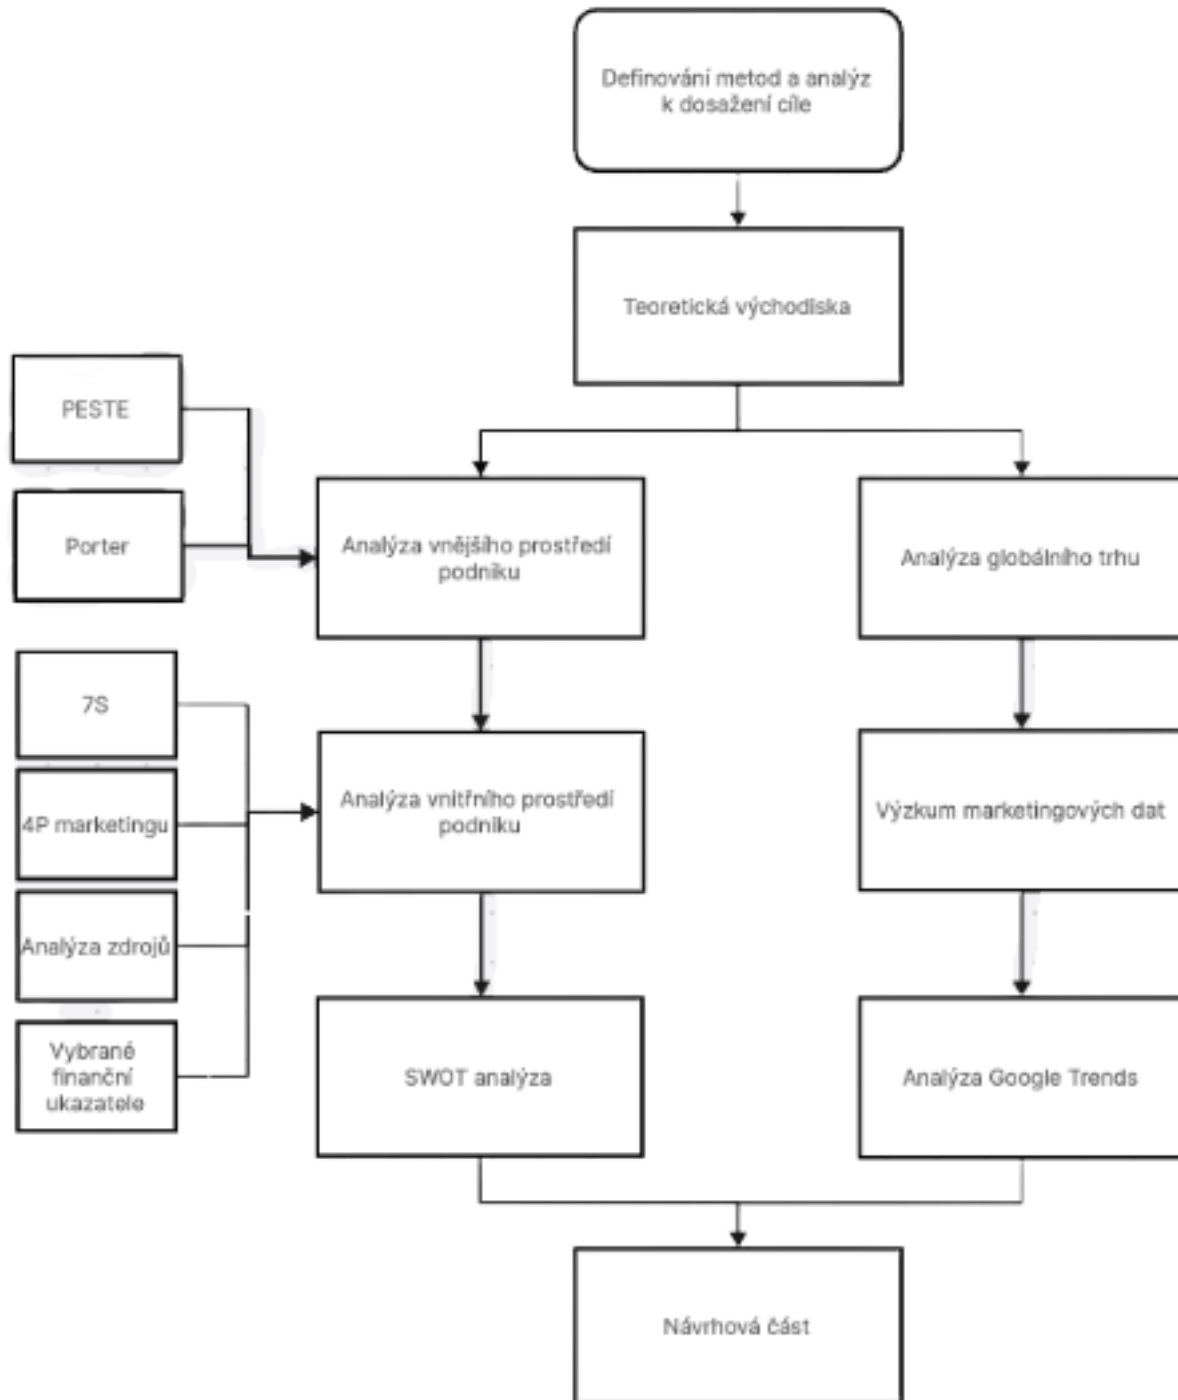 Definování metod a analýz
k dosažení cíle
Teoretická východiska
PESTE
Porter
Analýza vnějšího prostředí
podniku
Analýza globálního trhu
7S
4P marketingu
Analýza zdrojů
Vybrané
finanční
ukazatele
Analýza vnitřního prostředí
podniku
Výzkum marketingových dat
SWOT analýza
Analýza Google Trends
Návrhová část